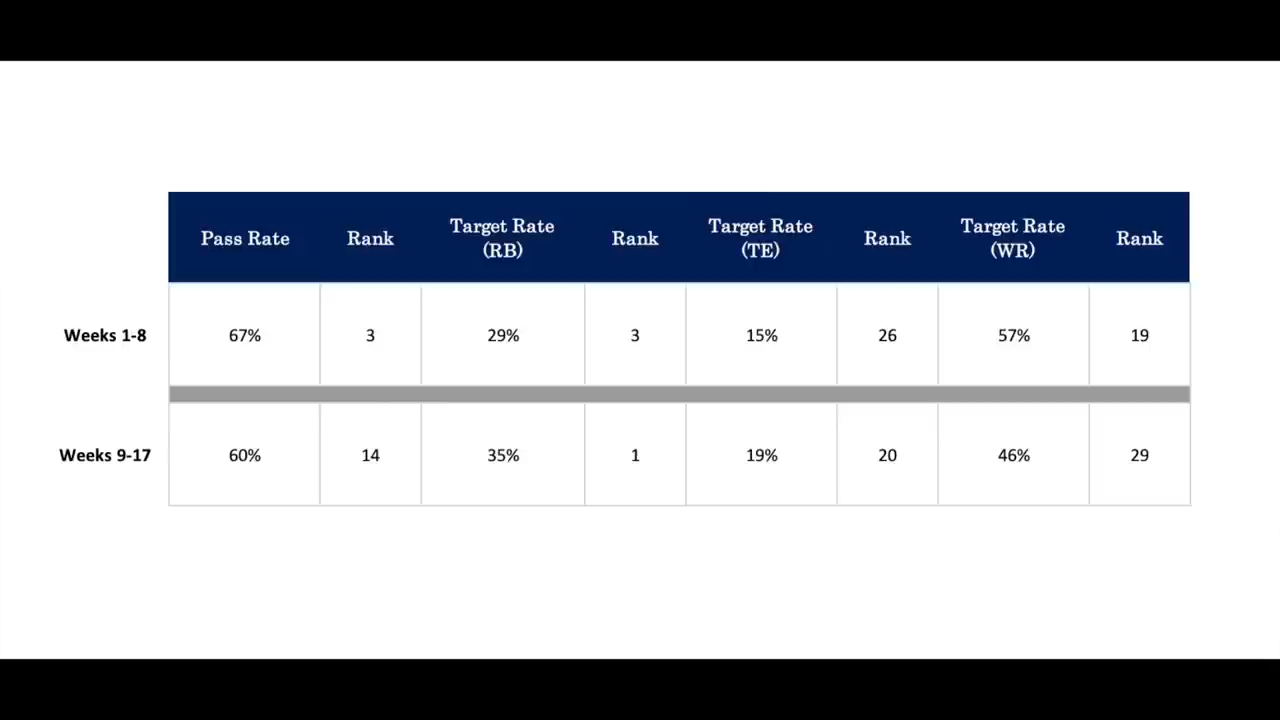 Pass Rate Rank Target Rate (RB) Rank Target Rate (TE) Rank Target Rate (WR) Rank
Weeks 1-8 67% 3 29% 3 15% 26 57% 19
Weeks 9-17 60% 14 35% 1 19% 20 46% 29